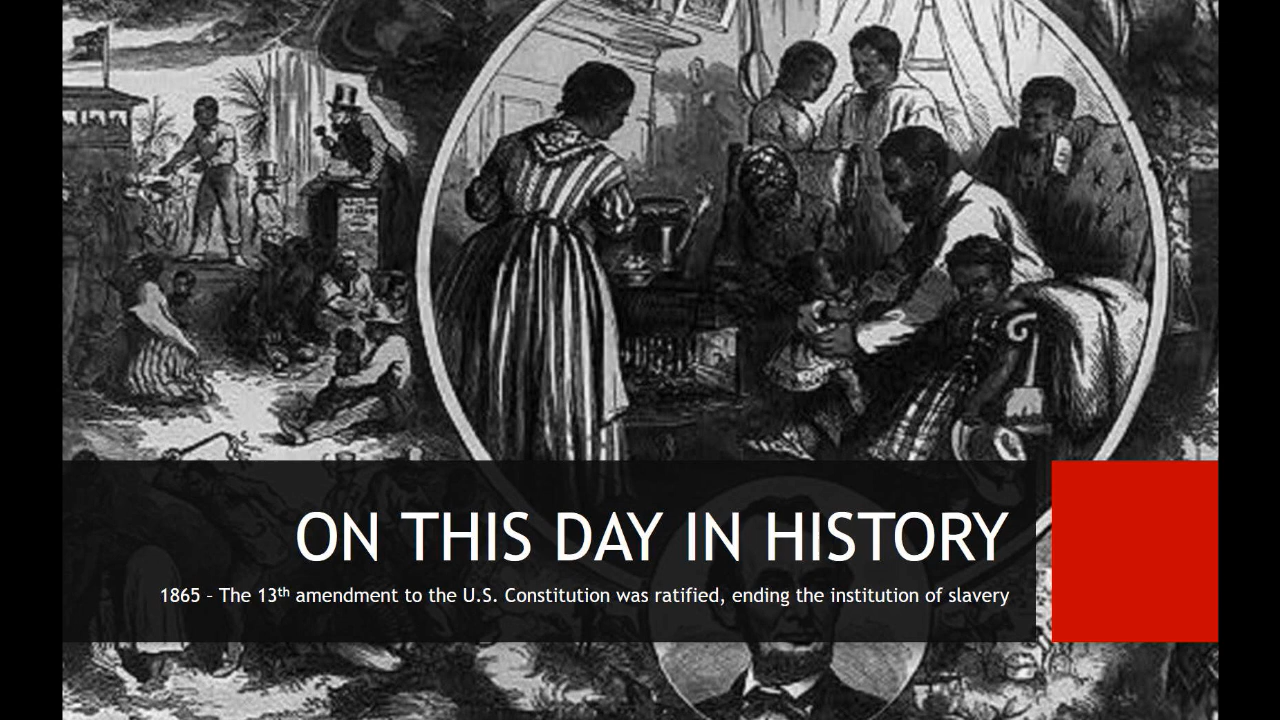 ON THIS DAY IN HISTORY
1865 – The 13th amendment to the U.S. Constitution was ratified, ending the institution of slavery